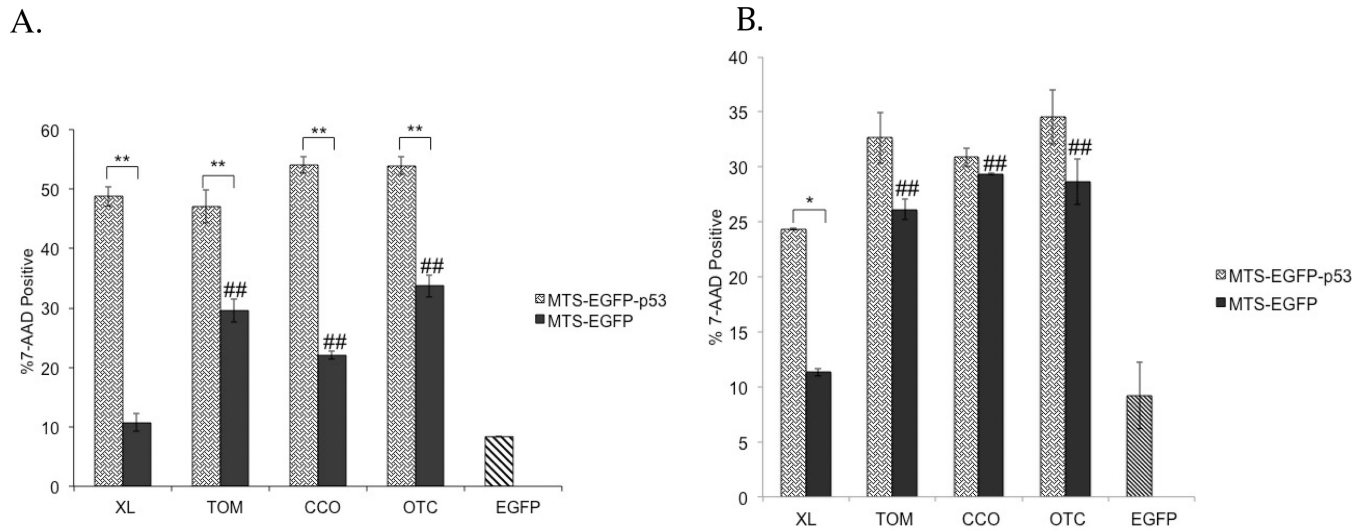 A.
%7-AAD Positive
60
50
40
30
20
10
0
**
**
**
**
##
##
##
XL TOM CCO OTC EGFP
MTS-EGFP-p53
MTS-EGFP
B.
% 7-AAD Positive
40
35
30
25
20
15
10
5
0
*
##
##
##
XL TOM CCO OTC EGFP
MTS-EGFP-p53
MTS-EGFP